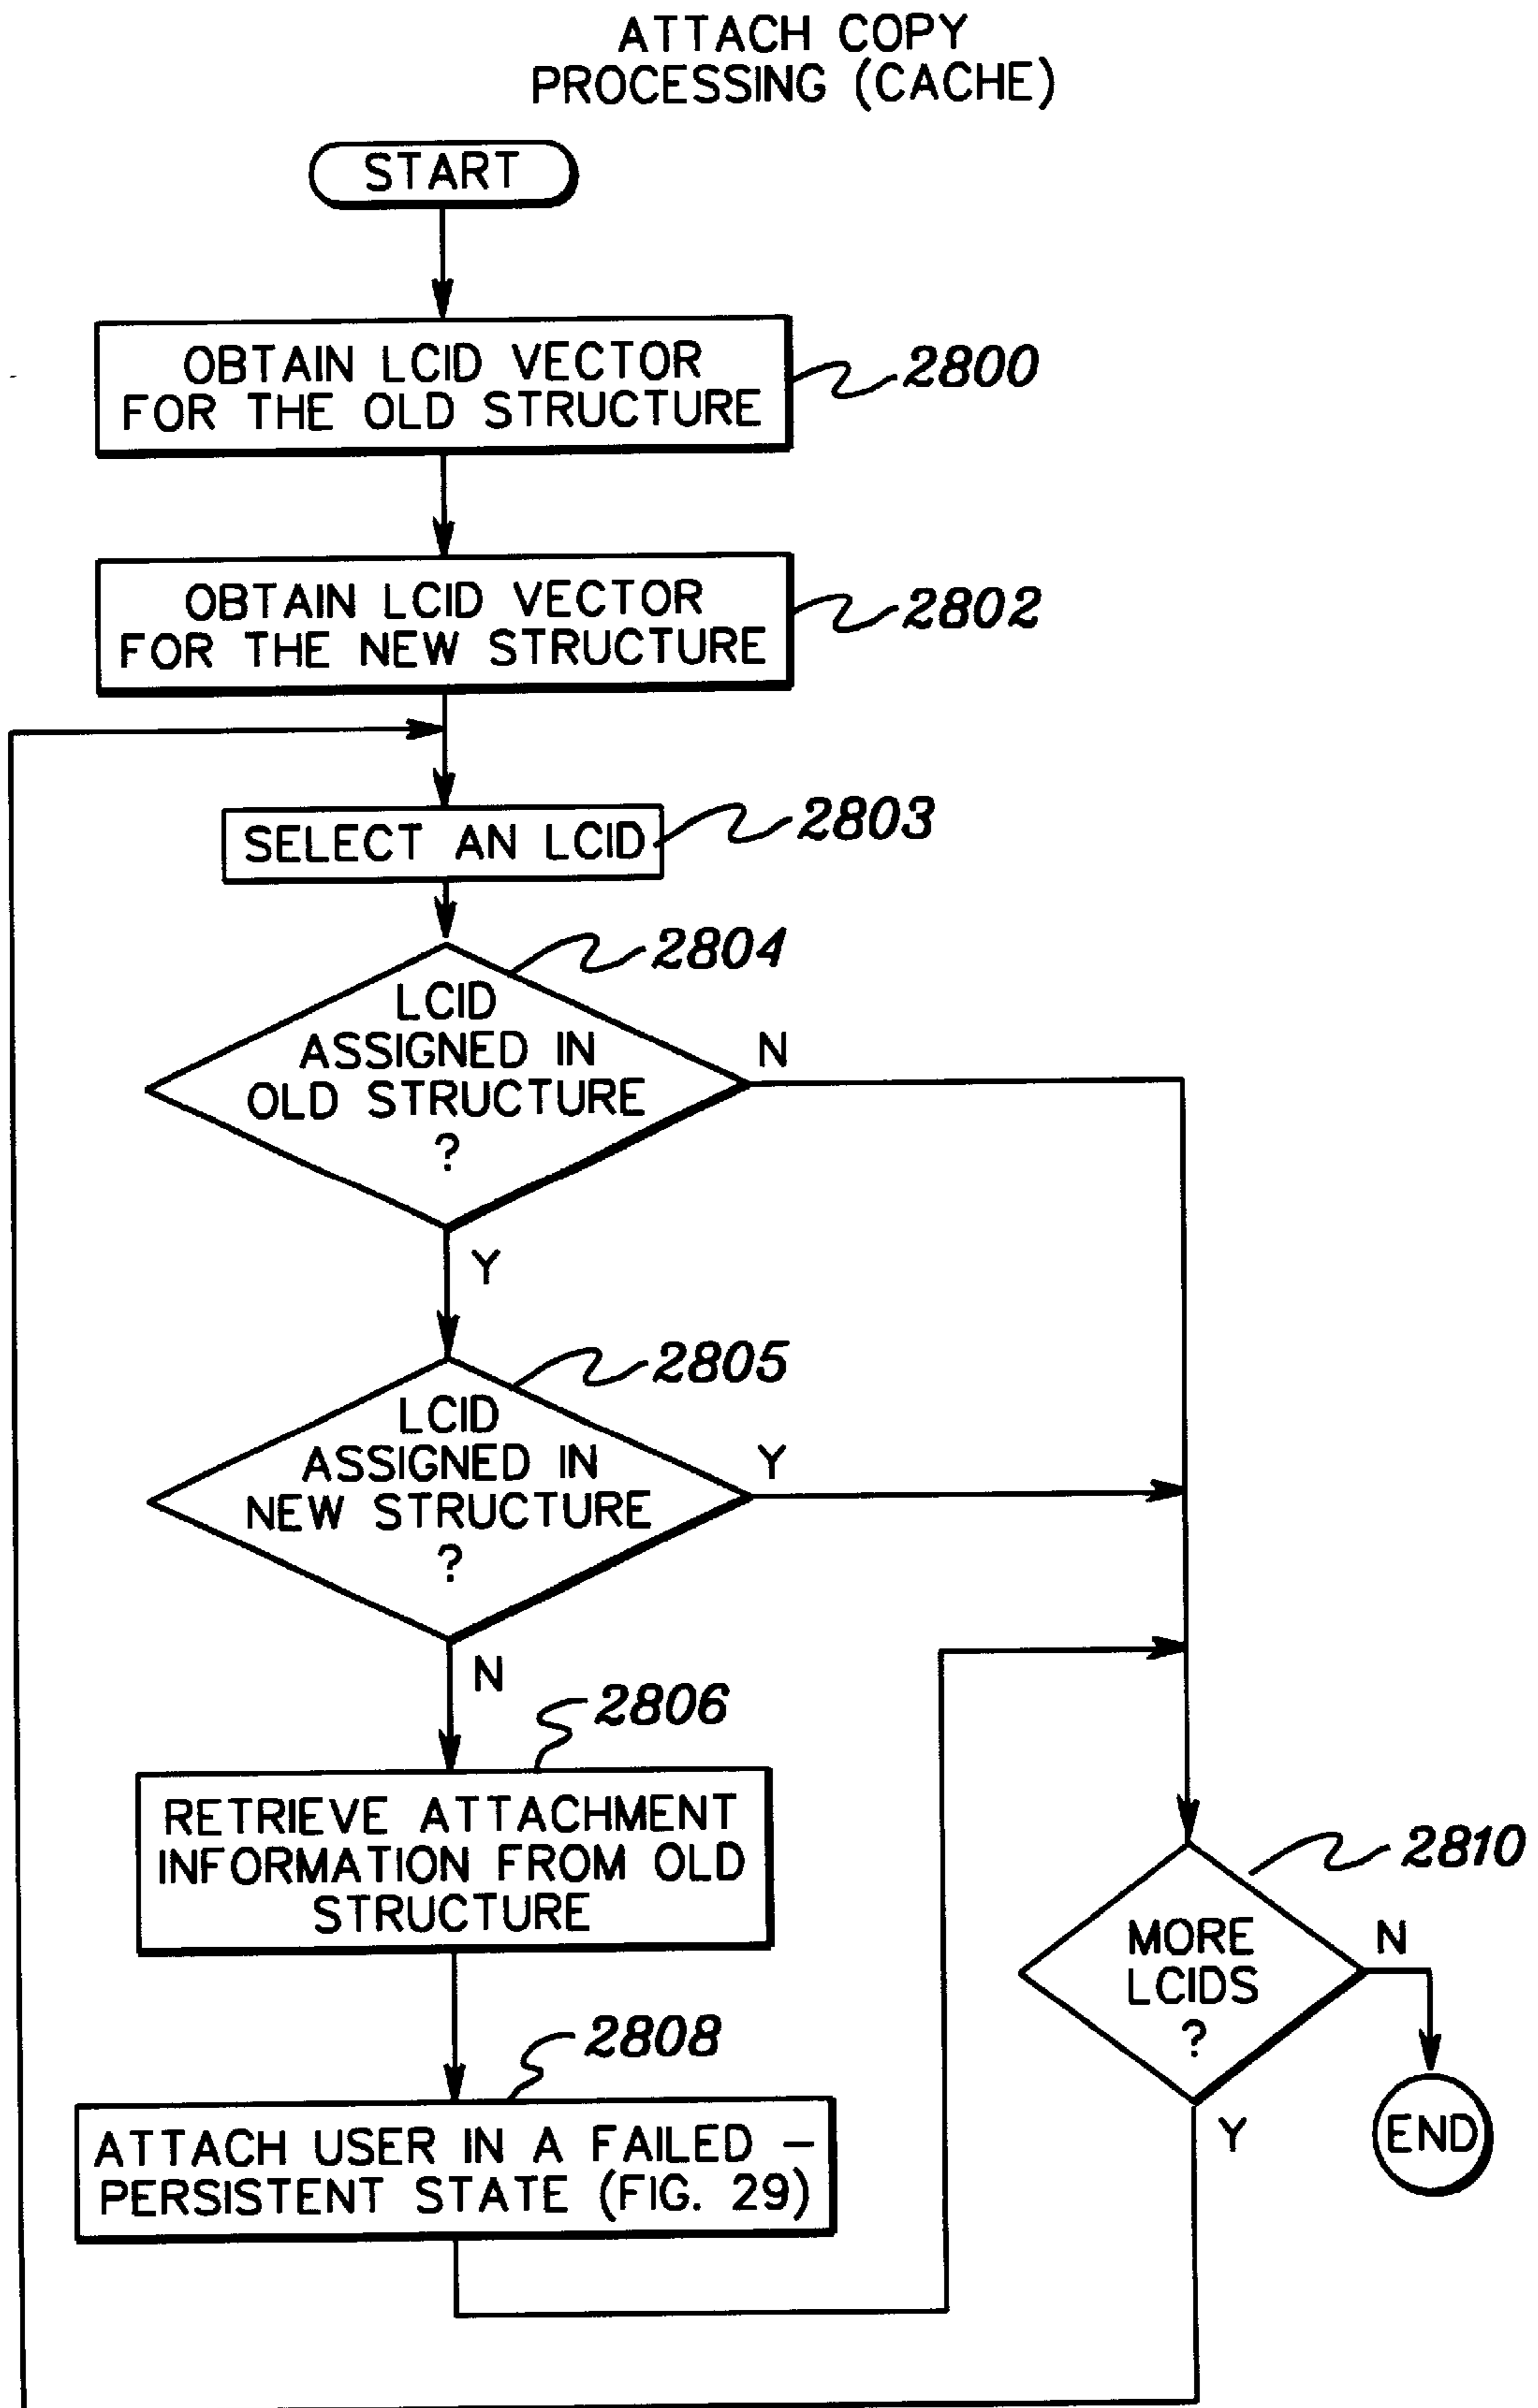 ATTACH COPY
PROCESSING (CACHE)
START
OBTAIN LCID VECTOR
FOR THE OLD STRUCTURE
2800
OBTAIN LCID VECTOR
FOR THE NEW STRUCTURE
2802
SELECT AN LCID
2803
2804
LCID
ASSIGNED IN
OLD STRUCTURE
?
N
Y
2805
LCID
ASSIGNED IN
NEW STRUCTURE
?
Y
N
2806
RETRIEVE ATTACHMENT
INFORMATION FROM OLD
STRUCTURE
2808
ATTACH USER IN A FAILED –
PERSISTENT STATE (FIG. 29)
2810
MORE
LCIDS
?
N
Y
END